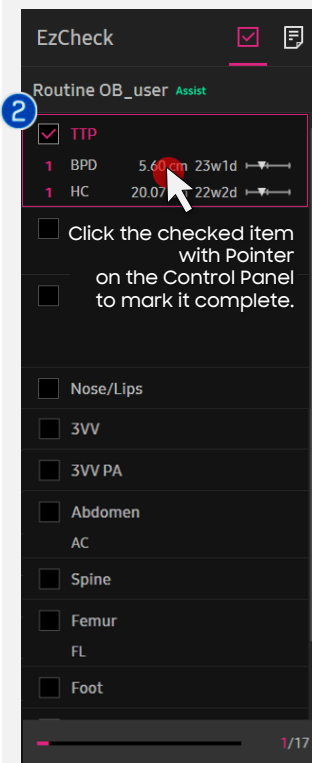 EzCheck
Routine OB_user Assist
2
TTP
1 BPD 5.60 cm 23w1d
1 HC 20.07 22w2d
Click the checked item
with Pointer
on the Control Panel
to mark it complete.
Nose/Lips
3VV
3VV PA
Abdomen
AC
Spine
Femur
FL
Foot
1/17